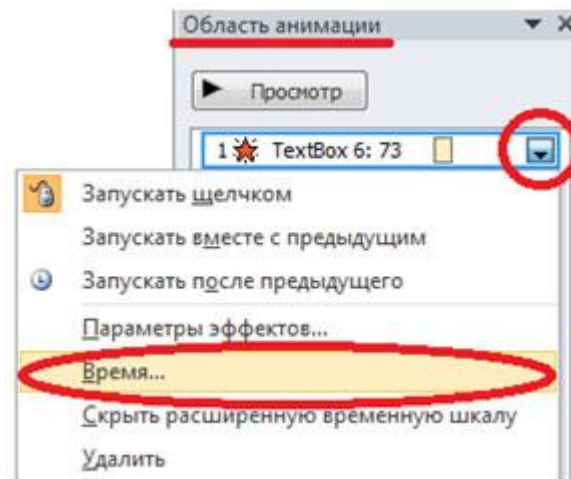 Область анимации
Просмотр
1 TextBox 6: 73
Запускать щелчком
Запускать вместе с предыдущим
Запускать после предыдущего
Параметры эффектов...
Время...
Скрыть расширенную временную шкалу
Удалить